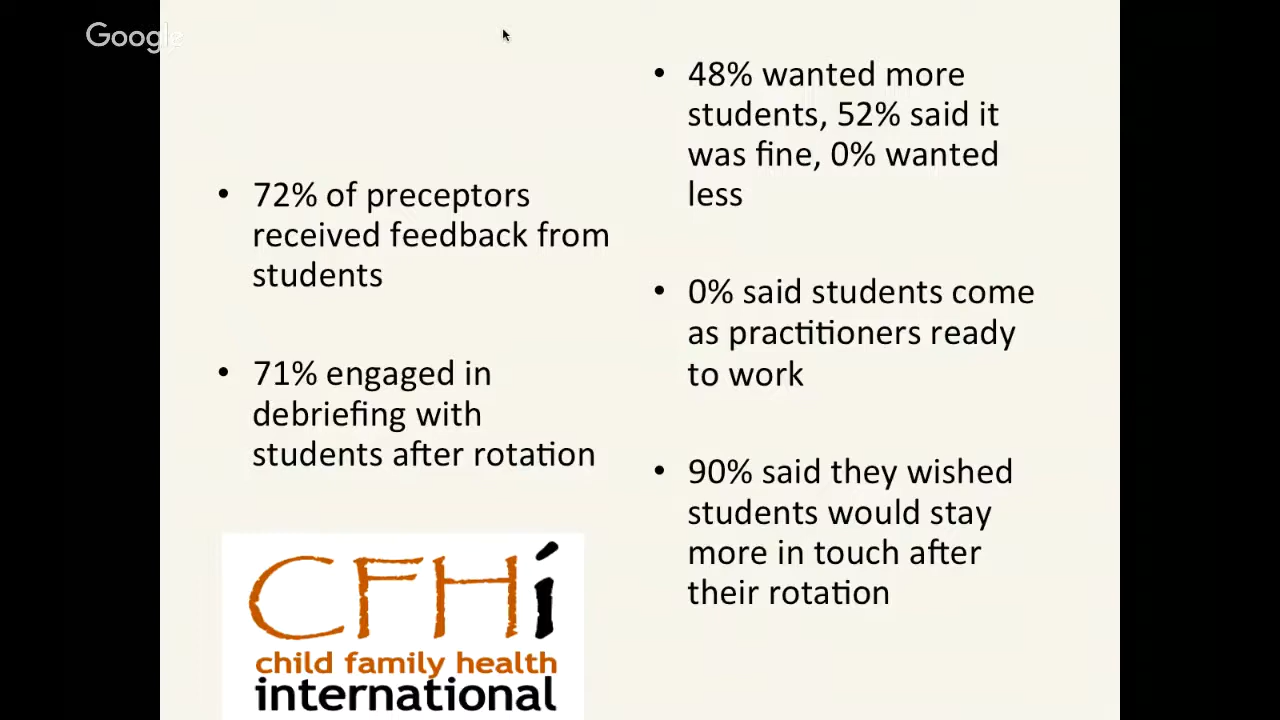 Google
• 72% of preceptors
received feedback from
students
• 71% engaged in
debriefing with
students after rotation
CFHí
child family health
international
• 48% wanted more
students, 52% said it
was fine, 0% wanted
less
• 0% said students come
as practitioners ready
to work
• 90% said they wished
students would stay
more in touch after
their rotation